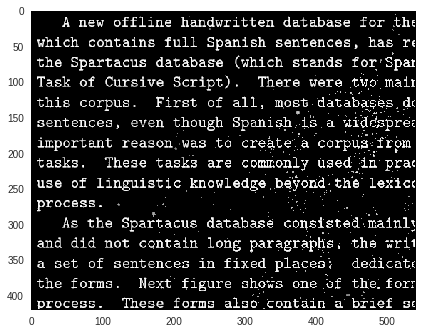 0
50
100
150
200
250
300
350
400
A new offline handwritten database for the
which contains full Spanish sentences, has re
the Spartacus database (which stands for Span
Task of Cursive Script). There were two main
this corpus. First of all, most databases do
sentences, even though Spanish is a widesprea
important reason was to create a corpus from
tasks. These tasks are commonly used in prac
use of linguistic knowledge beyond the lexico
process.
As the Spartacus database consisted mainly
and did not contain long paragraphs, the writ
a set of sentences in fixed places: dedicate
the forms. Next figure shows one of the form
process. These forms also contain a brief se
0 100 200 300 400 500